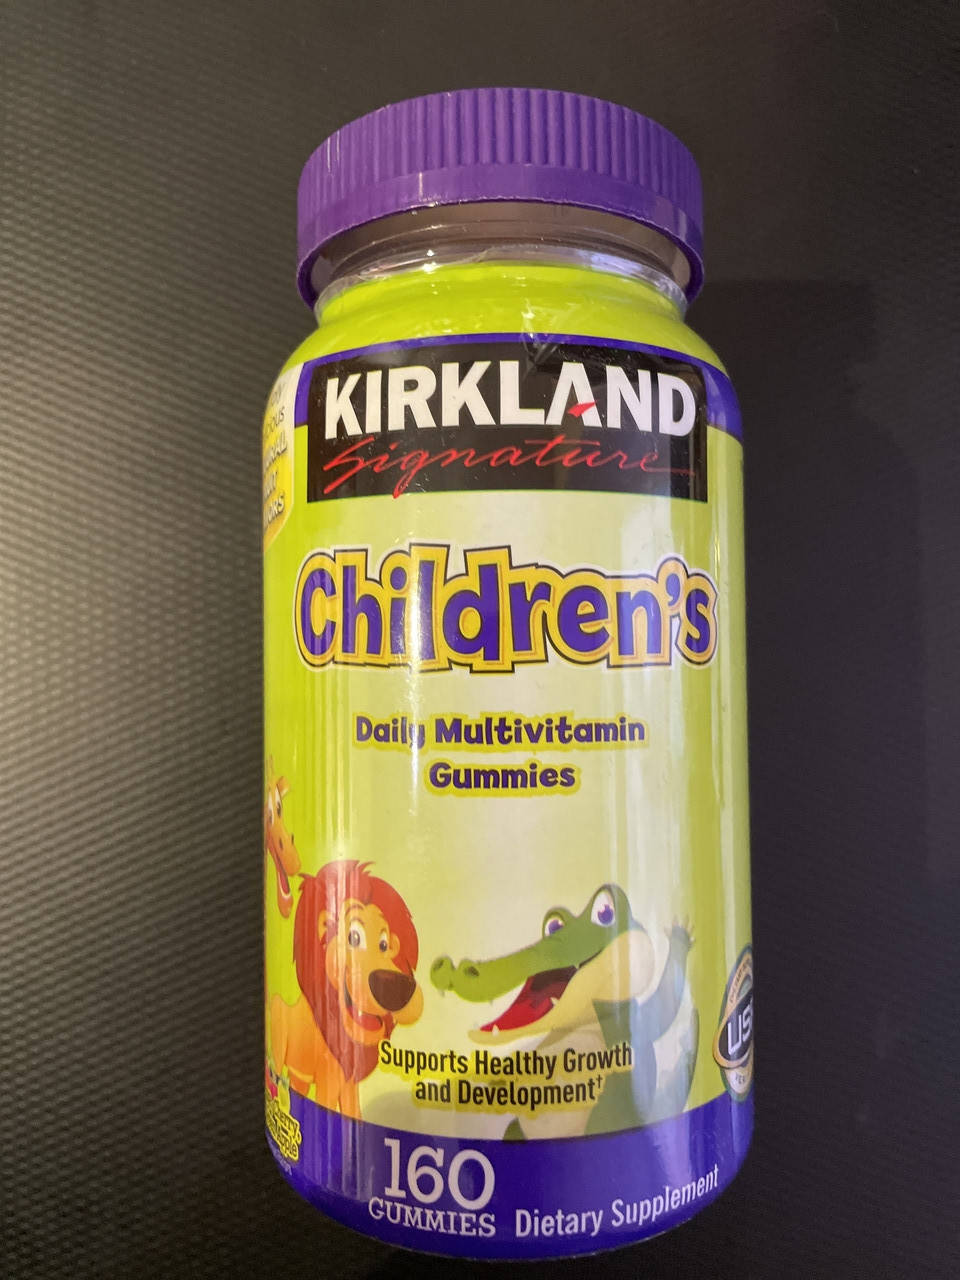 KIRKLAND
Signature
Children's
Daily Multivitamin
Gummies
Supports Healthy Growth
and Development†
160
GUMMIES
Dietary Supplement